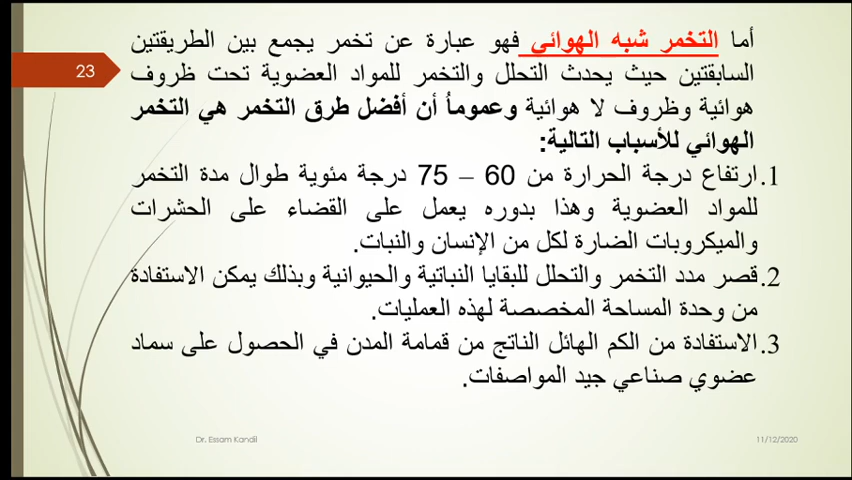 أما التخمر شبه الهوائي فهو عبارة عن تخمر يجمع بين الطريقتين
السابقتين حيث يحدث التحلل والتخمر للمواد العضوية تحت ظروف
هوائية وظروف لا هوائية وعموماُ أن أفضل طرق التخمر هي التخمر
الهوائي للأسباب التالية:
1. ارتفاع درجة الحرارة من 60 – 75 درجة مئوية طوال مدة التخمر
للمواد العضوية وهذا بدوره يعمل على القضاء على الحشرات
والميكروبات الضارة لكل من الإنسان والنبات.
2. قصر مدد التخمر والتحلل للبقايا النباتية والحيوانية وبذلك يمكن الاستفادة
من وحدة المساحة المخصصة لهذه العمليات.
3. الاستفادة من الكم الهائل الناتج من قمامة المدن في الحصول على سماد
عضوي صناعي جيد المواصفات.
23
Dr. Essam Kandil
11/12/2020